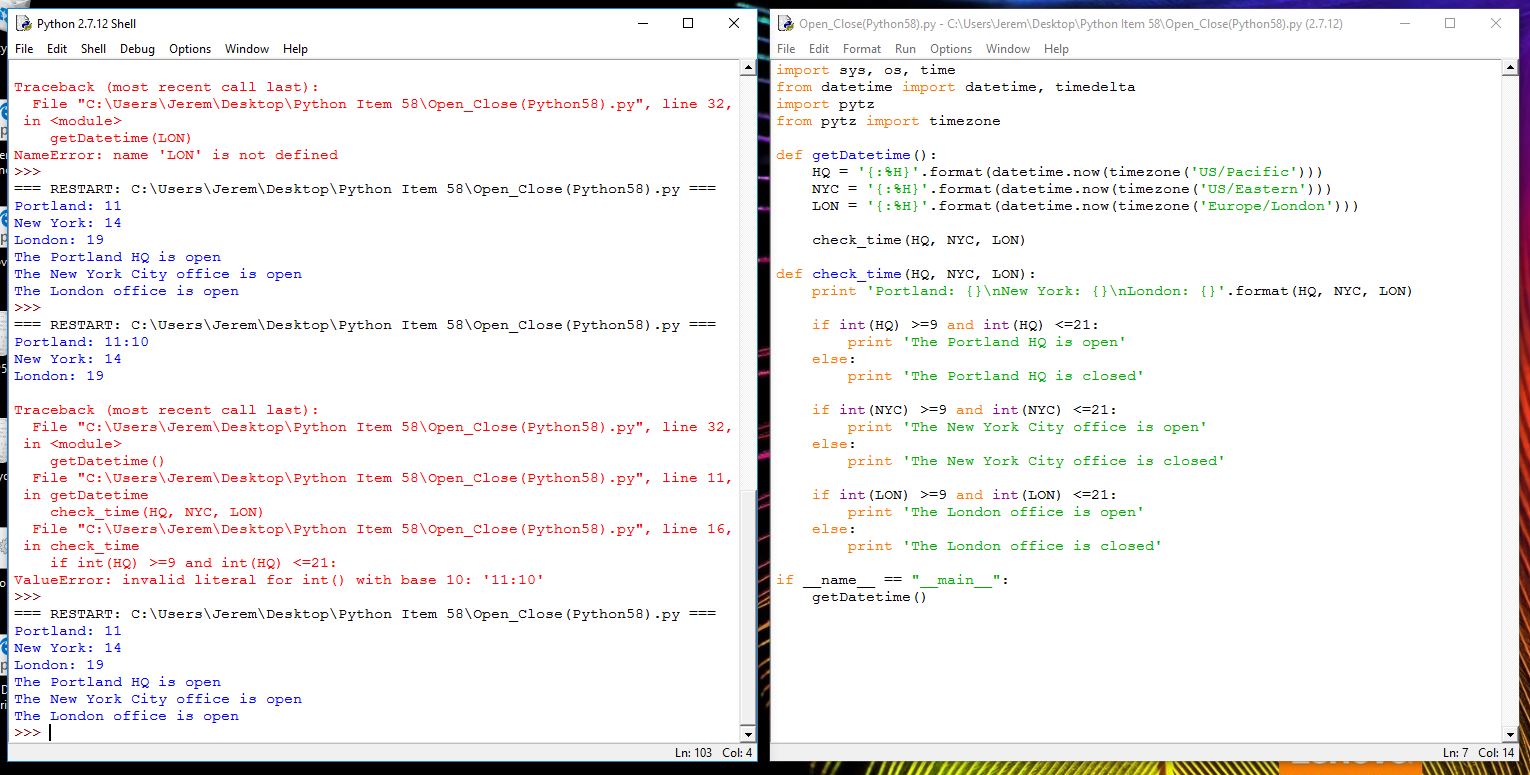 Python 2.7.12 Shell
File Edit Shell Debug Options Window Help
Traceback (most recent call last):
  File "C:\Users\Jerem\Desktop\Python Item 58\Open_Close(Python58).py", line 32,
 in <module>
    getDatetime(LON)
NameError: name 'LON' is not defined
>>>
=== RESTART: C:\Users\Jerem\Desktop\Python Item 58\Open_Close(Python58).py ===
Portland: 11
New York: 14
London: 19
The Portland HQ is open
The New York City office is open
The London office is open
>>>
=== RESTART: C:\Users\Jerem\Desktop\Python Item 58\Open_Close(Python58).py ===
Portland: 11:10
New York: 14
London: 19
Traceback (most recent call last):
  File "C:\Users\Jerem\Desktop\Python Item 58\Open_Close(Python58).py", line 32,
 in <module>
    getDatetime()
  File "C:\Users\Jerem\Desktop\Python Item 58\Open_Close(Python58).py", line 11,
in getDatetime
    check_time(HQ, NYC, LON)
  File "C:\Users\Jerem\Desktop\Python Item 58\Open_Close(Python58).py", line 16,
in check_time
    if int(HQ) >=9 and int(HQ) <=21:
ValueError: invalid literal for int() with base 10: '11:10'
>>>
=== RESTART: C:\Users\Jerem\Desktop\Python Item 58\Open_Close(Python58).py ===
Portland: 11
New York: 14
London: 19
The Portland HQ is open
The New York City office is open
The London office is open
>>>
Ln: 103 Col: 4
Open_Close(Python58).py - C:\Users\Jerem\Desktop\Python Item 58\Open_Close(Python58).py (2.7.12)
File Edit Format Run Options Window Help
import sys, os, time
from datetime import datetime, timedelta
import pytz
from pytz import timezone
def getDatetime():
    HQ = '{:%H}'.format(datetime.now(timezone('US/Pacific')))
    NYC = '{:%H}'.format(datetime.now(timezone('US/Eastern')))
    LON = '{:%H}'.format(datetime.now(timezone('Europe/London')))
    check_time(HQ, NYC, LON)
def check_time(HQ, NYC, LON):
    print 'Portland: {}\nNew York: {}\nLondon: {}'.format(HQ, NYC, LON)
    if int(HQ) >=9 and int(HQ) <=21:
        print 'The Portland HQ is open'
    else:
        print 'The Portland HQ is closed'
    if int(NYC) >=9 and int(NYC) <=21:
        print 'The New York City office is open'
    else:
        print 'The New York City office is closed'
    if int(LON) >=9 and int(LON) <=21:
        print 'The London office is open'
    else:
        print 'The London office is closed'
if __name__ == "__main__":
    getDatetime()
Ln: 7 Col: 14